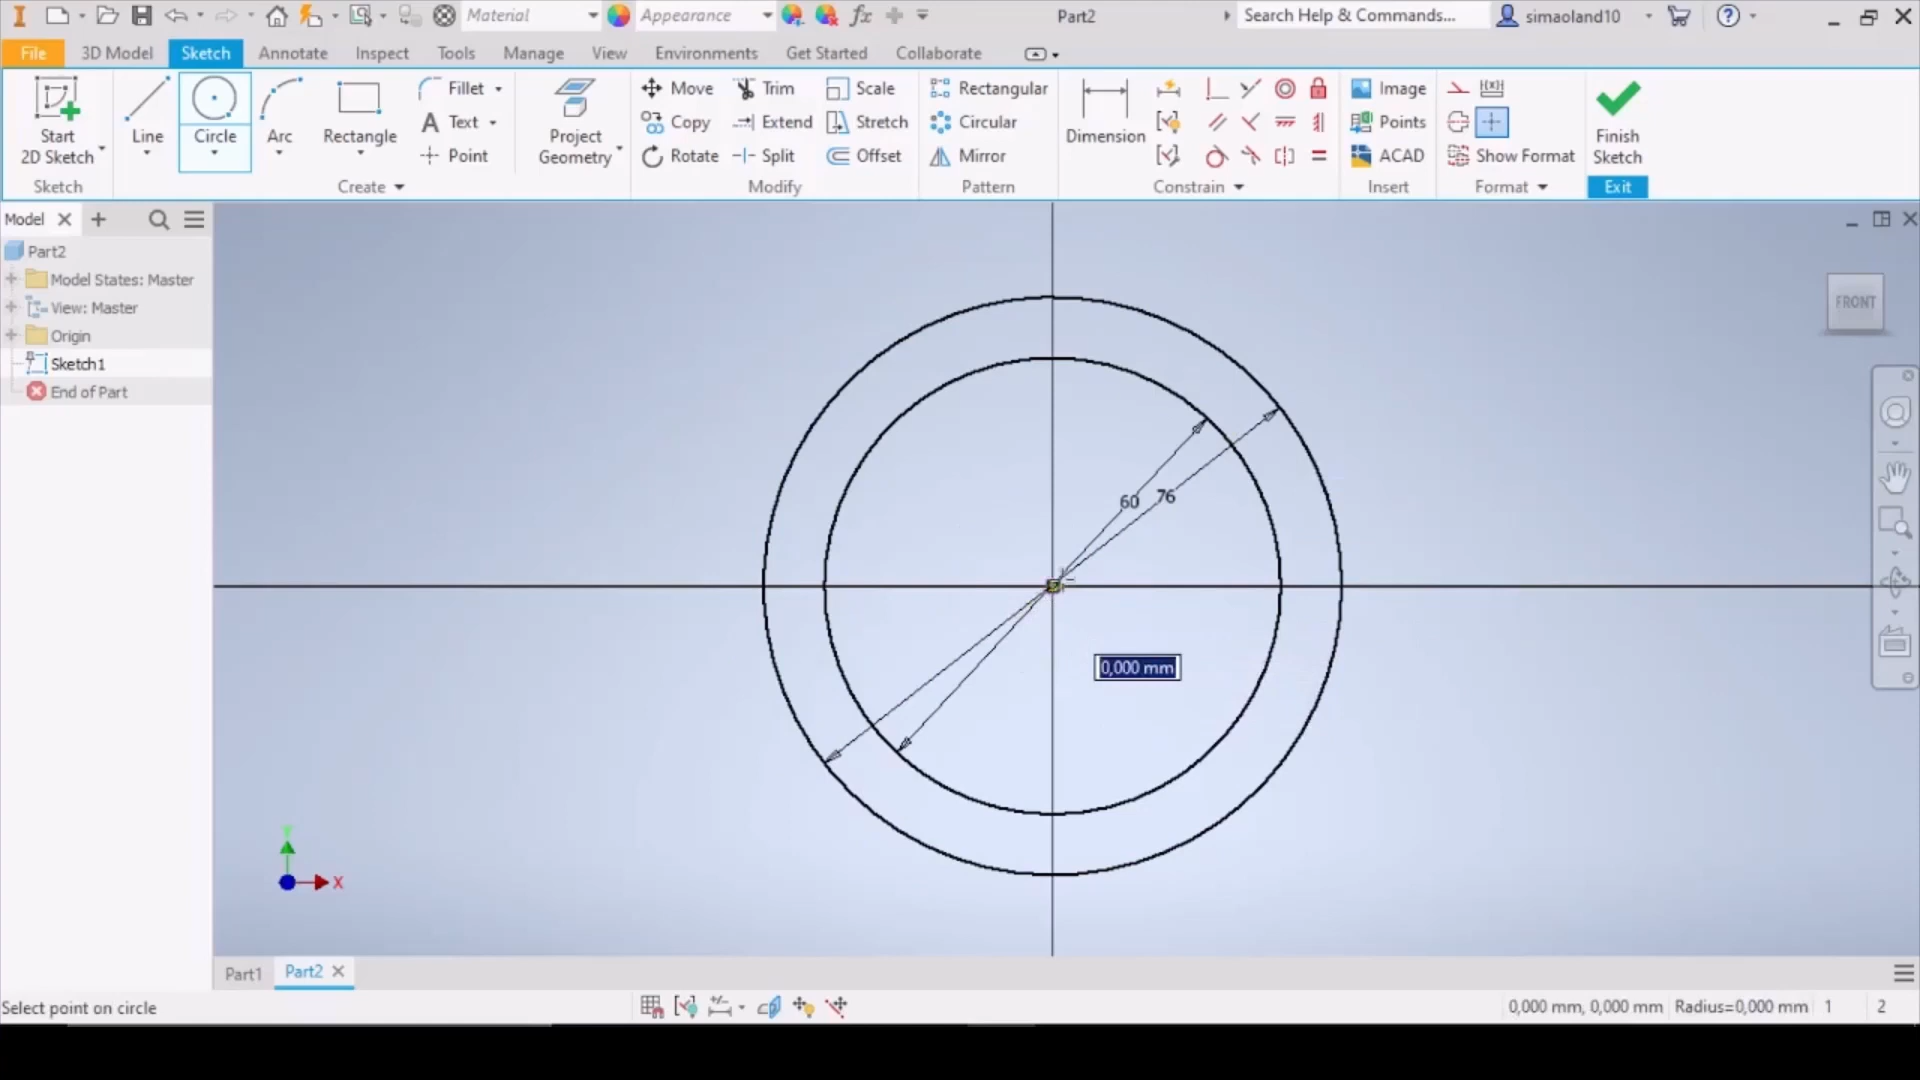 Material
Appearance
fx
Part2
Search Help & Commands...
simaoland10
File
3D Model
Sketch
Annotate
Inspect
Tools
Manage
View
Environments
Get Started
Collaborate
Start
2D Sketch
Line
Circle
Arc
Rectangle
Fillet
Text
Point
Project
Geometry
Move
Copy
Rotate
Trim
Extend
Split
Scale
Stretch
Offset
Rectangular
Circular
Mirror
Dimension
Image
Points
ACAD
Show Format
Finish
Sketch
Sketch
Create
Modify
Pattern
Constrain
Insert
Format
Exit
Model
Part2
Model States: Master
View: Master
Origin
Sketch1
End of Part
FRONT
60
76
0,000 mm
Y
X
Part1
Part2
Select point on circle
0,000 mm, 0,000 mm
Radius=0,000 mm
1
2